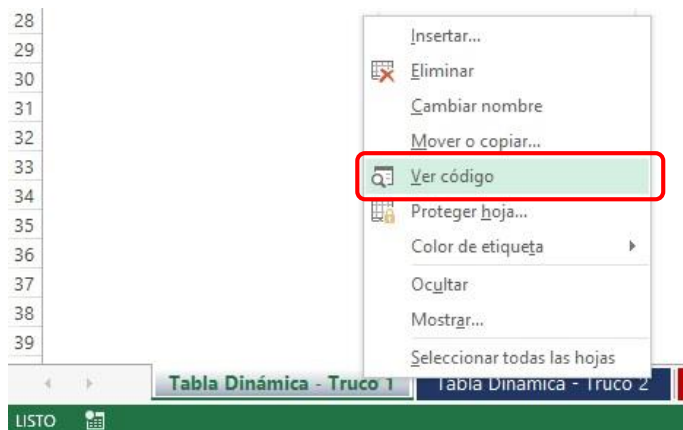 28
29
30
31
32
33
34
35
36
37
38
39
Insertar...
Eliminar
Cambiar nombre
Mover o copiar...
Ver código
Proteger hoja...
Color de etiqueta
Ocultar
Mostrar...
Seleccionar todas las hojas
Tabla Dinámica - Truco 1 Tabla Dinámica - Truco 2
LISTO